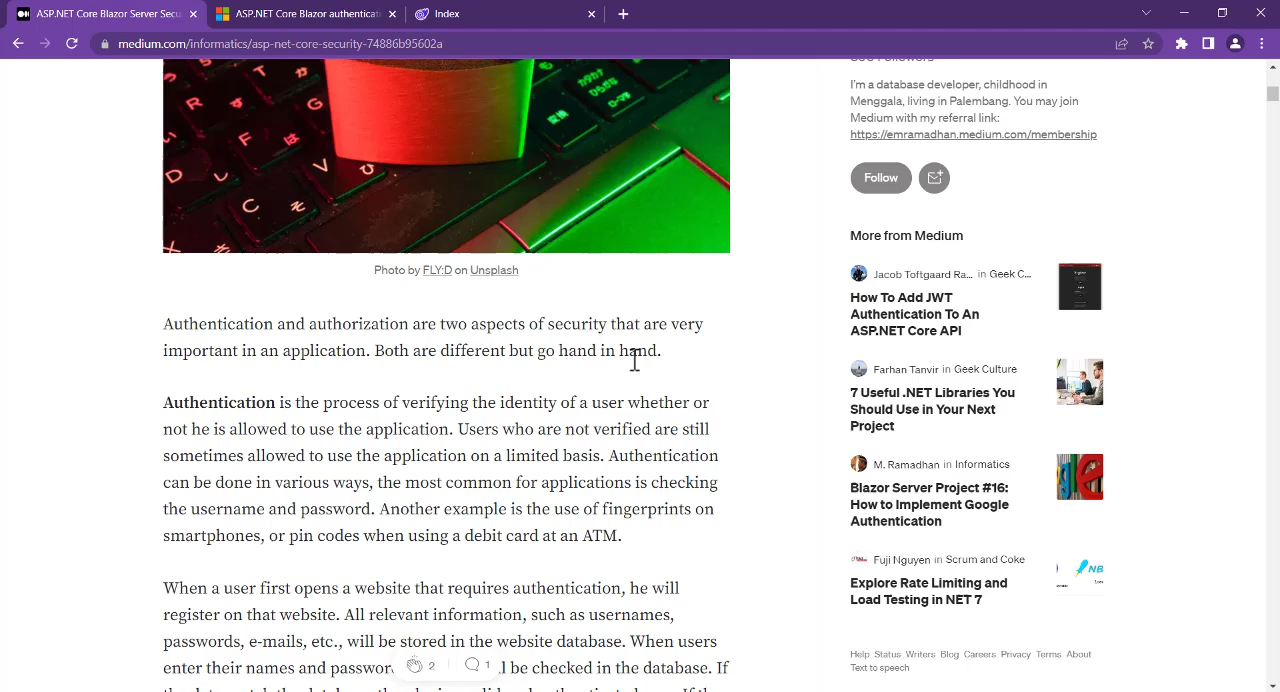 ASP.NET Core Blazor Server Secu
ASP.NET Core Blazor authenticat
Index
medium.com/informatics/asp-net-core-security-74886b95602a
Photo by FLY:D on Unsplash
Authentication and authorization are two aspects of security that are very
important in an application. Both are different but go hand in hand.
Authentication is the process of verifying the identity of a user whether or
not he is allowed to use the application. Users who are not verified are still
sometimes allowed to use the application on a limited basis. Authentication
can be done in various ways, the most common for applications is checking
the username and password. Another example is the use of fingerprints on
smartphones, or pin codes when using a debit card at an ATM.
When a user first opens a website that requires authentication, he will
register on that website. All relevant information, such as usernames,
passwords, e-mails, etc., will be stored in the website database. When users
enter their names and passwor
ll be checked in the database. If
2
1
I'm a database developer, childhood in
Menggala, living in Palembang. You may join
Medium with my referral link:
https://emramadhan.medium.com/membership
Follow
More from Medium
Jacob Toftgaard Ra... in Geek C...
How To Add JWT
Authentication To An
ASP.NET Core API
Farhan Tanvir in Geek Culture
7 Useful .NET Libraries You
Should Use in Your Next
Project
M. Ramadhan in Informatics
Blazor Server Project #16:
How to Implement Google
Authentication
Fuji Nguyen in Scrum and Coke
Explore Rate Limiting and
Load Testing in NET 7
Help Status Writers Blog Careers Privacy Terms About
Text to speech